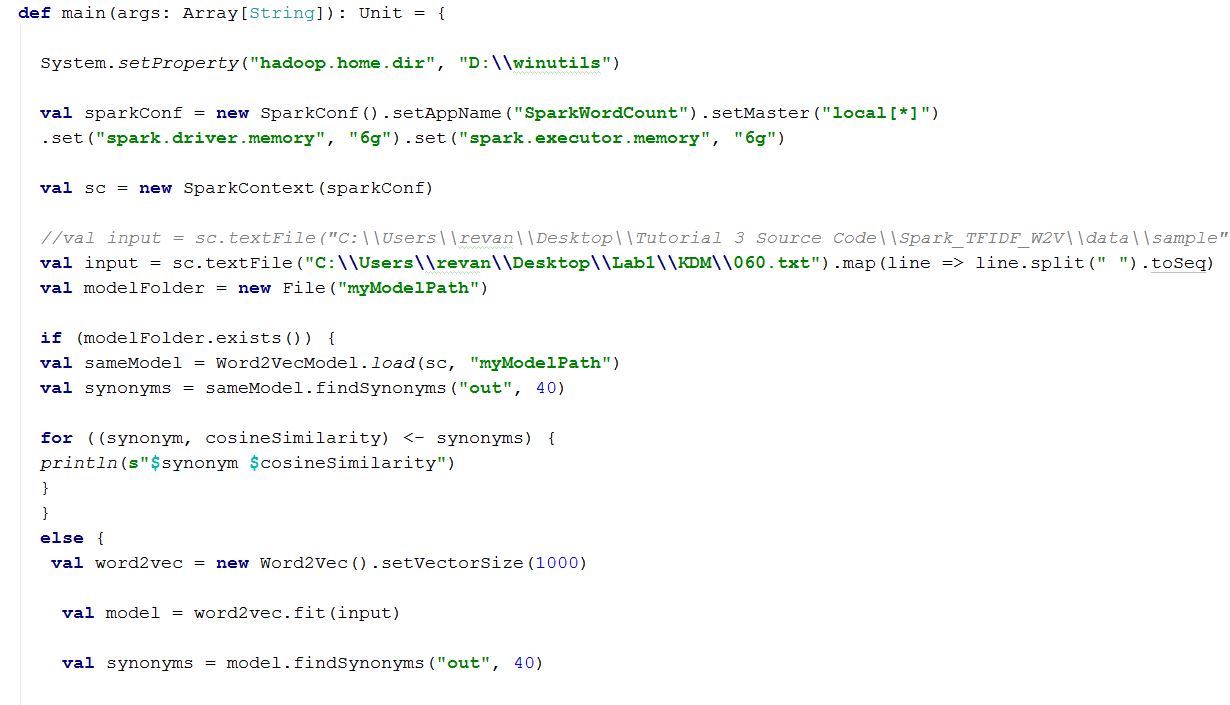 def main(args: Array[String]): Unit = {
System.setProperty("hadoop.home.dir", "D:\\winutils")
val sparkConf = new SparkConf().setAppName("SparkWordCount").setMaster("local[*]")
.set("spark.driver.memory", "6g").set("spark.executor.memory", "6g")
val sc = new SparkContext(sparkConf)
//val input = sc.textFile("C:\\Users\\revan\\Desktop\\Tutorial 3 Source Code\\Spark_TFIDF_W2V\\data\\sample"
val input = sc.textFile("C:\\Users\\revan\\Desktop\\Lab1\\KDM\\060.txt").map(line => line.split(" ").toSeq)
val modelFolder = new File("myModelPath")
if (modelFolder.exists()) {
val sameModel = Word2VecModel.load(sc, "myModelPath")
val synonyms = sameModel.findSynonyms("out", 40)
for ((synonym, cosineSimilarity) <- synonyms) {
println(s"$synonym $cosineSimilarity")
}
}
else {
val word2vec = new Word2Vec().setVectorSize(1000)
val model = word2vec.fit(input)
val synonyms = model.findSynonyms("out", 40)